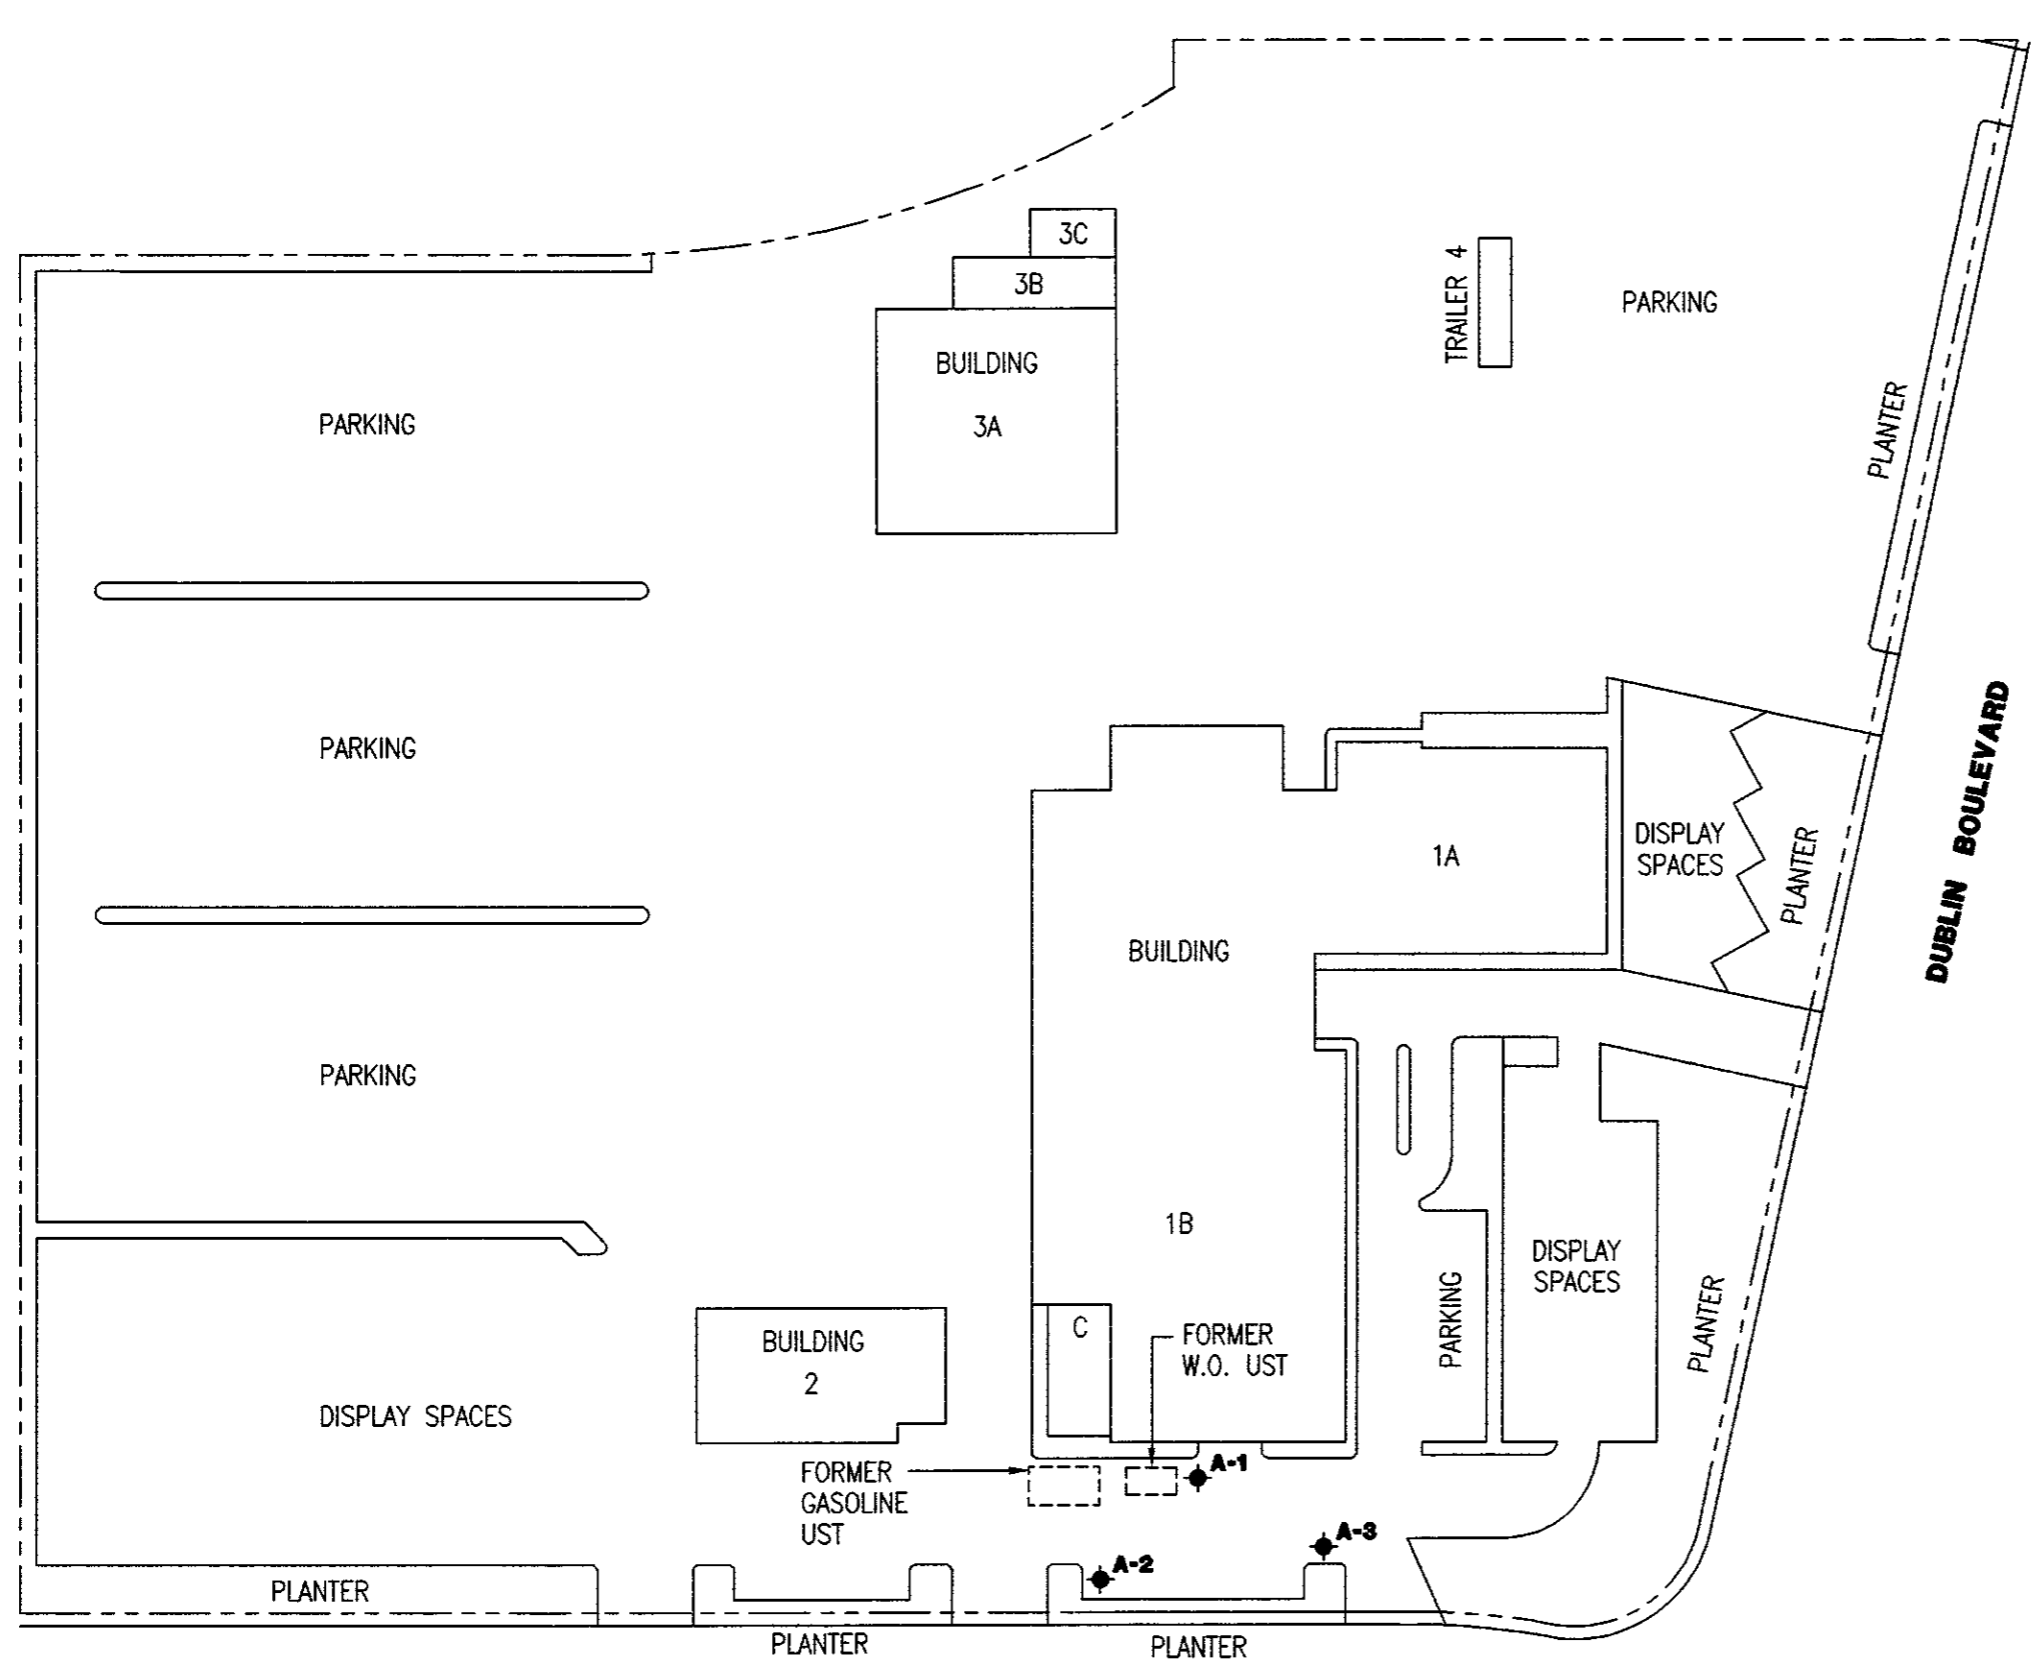 3C
3B
TRAILER 4
PARKING
BUILDING
3A
PARKING
PLANTER
PARKING
DISPLAY
SPACES
PLANTER
1A
DUBLIN BOULEVARD
BUILDING
PARKING
1B
DISPLAY
SPACES
PARKING
PLANTER
BUILDING
2
C
FORMER
W.O. UST
DISPLAY SPACES
FORMER
GASOLINE
UST
A-1
A-3
A-2
PLANTER
PLANTER
PLANTER